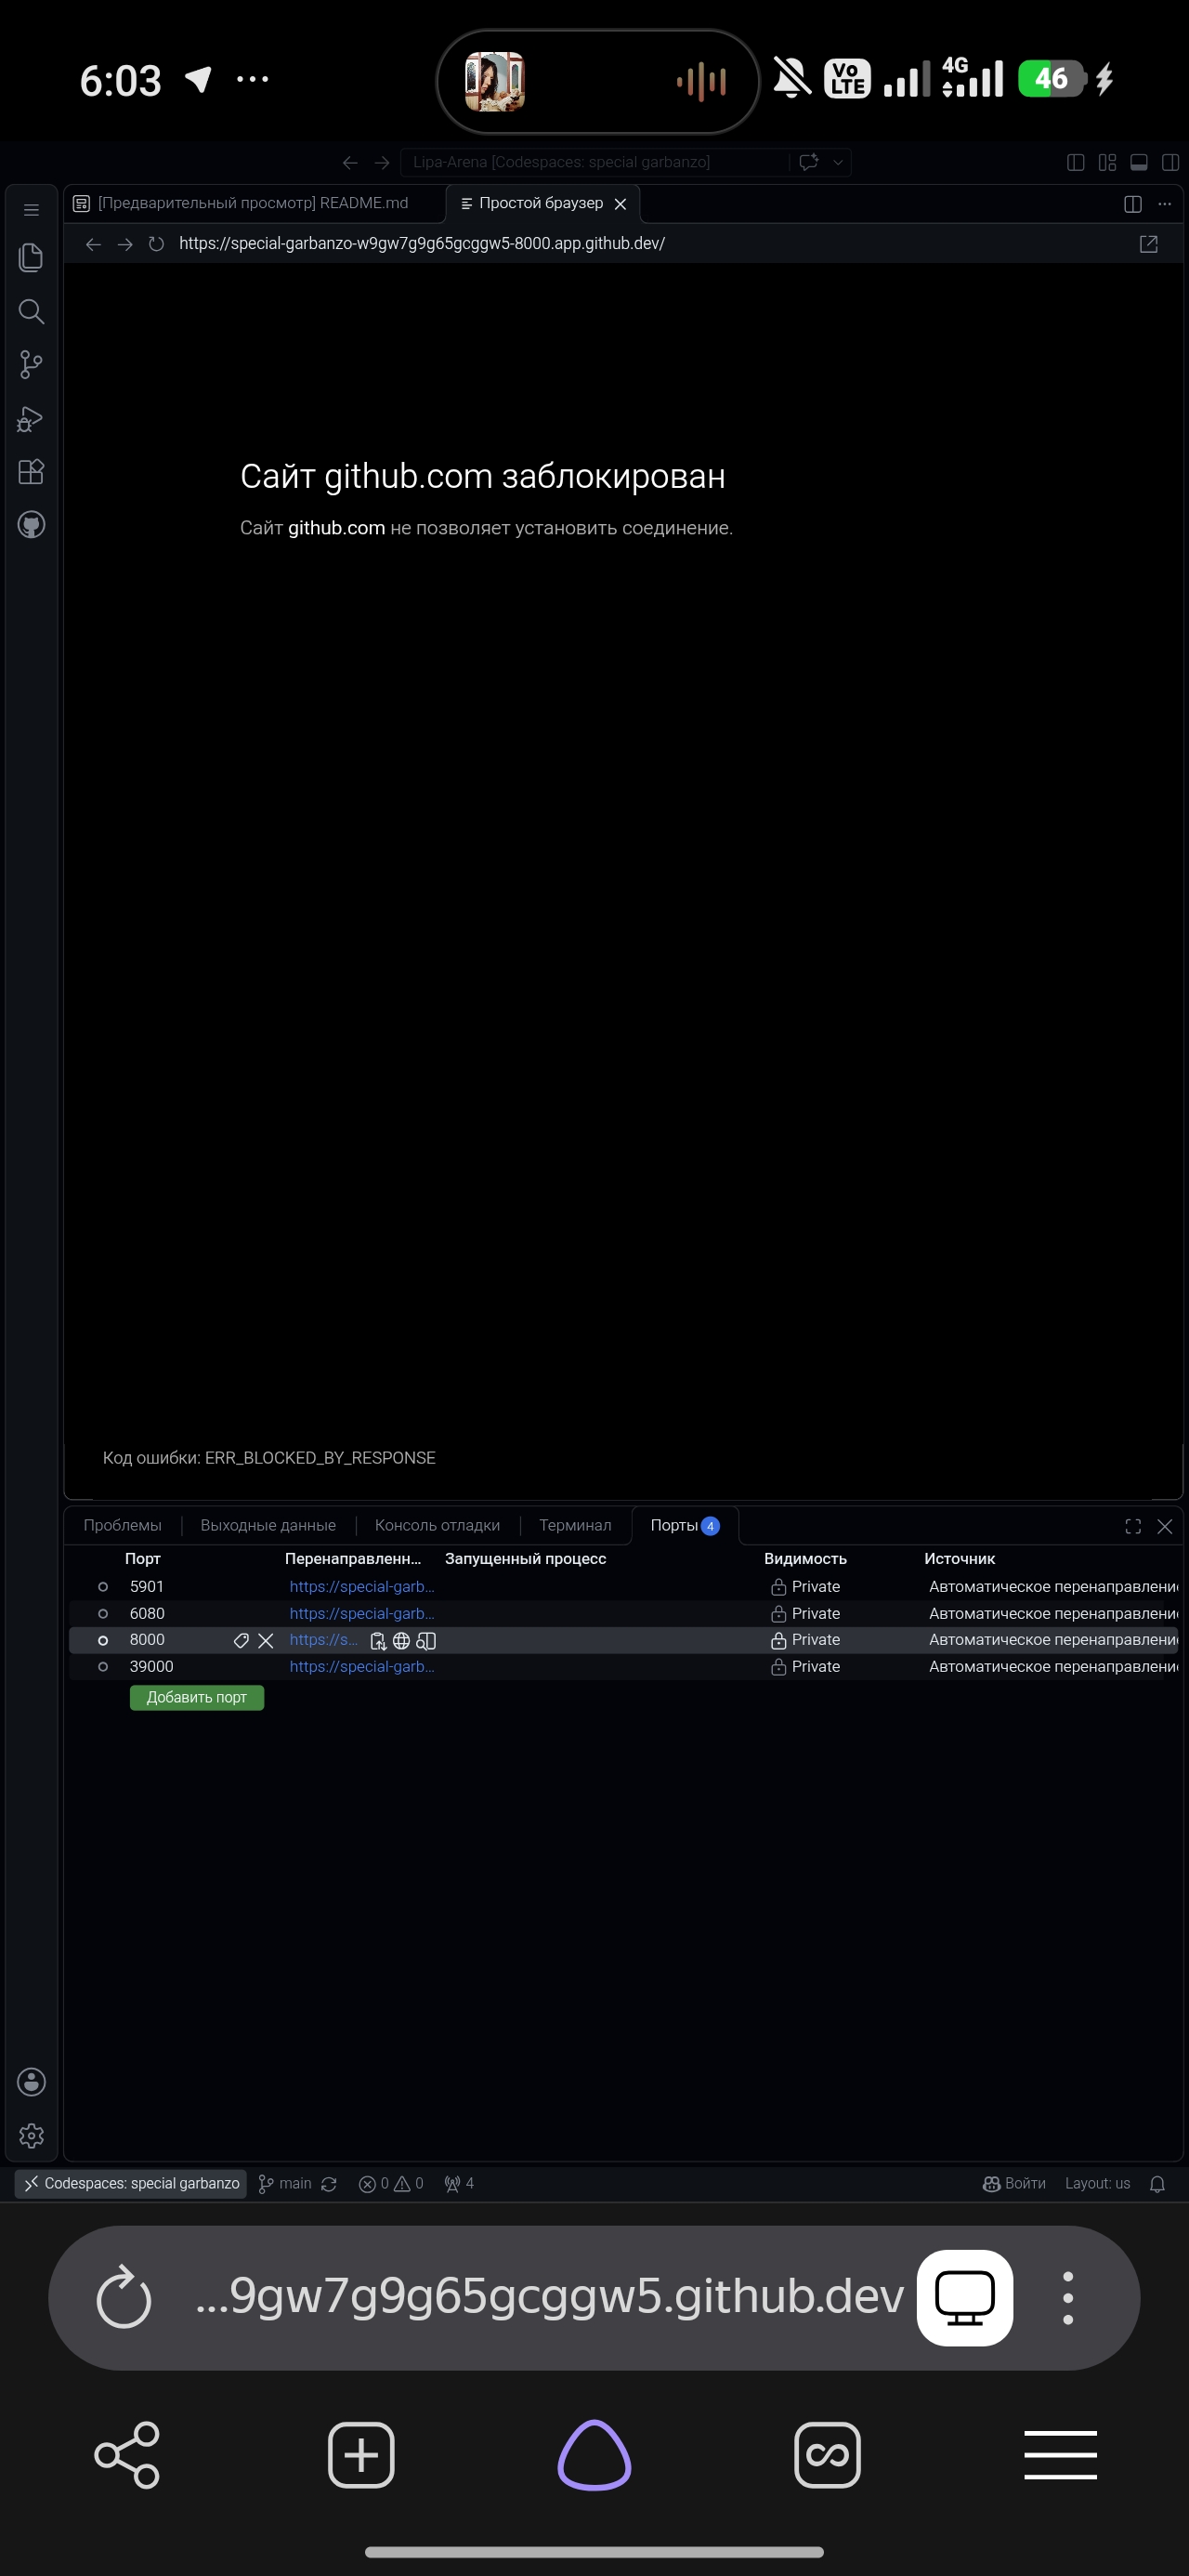 6:03
Vo LTE
4G
46
Lipa-Arena [Codespaces: special garbanzo]
[Предварительный просмотр] README.md
Простой браузер
https://special-garbanzo-w9gw7g9g65gcggw5-8000.app.github.dev/
Сайт github.com заблокирован
Сайт github.com не позволяет установить соединение.
Код ошибки: ERR_BLOCKED_BY_RESPONSE
Проблемы Выходные данные Консоль отладки Терминал Порты 4
Порт Перенаправленн... Запущенный процесс Видимость Источник
5901 https://special-garb... Private Автоматическое перенаправлени
6080 https://special-garb... Private Автоматическое перенаправлени
8000 https://s... Private Автоматическое перенаправлени
39000 https://special-garb... Private Автоматическое перенаправлени
Добавить порт
Codespaces: special garbanzo main 0 0 4 Войти Layout: us
...9gw7g9g65gcggw5.github.dev